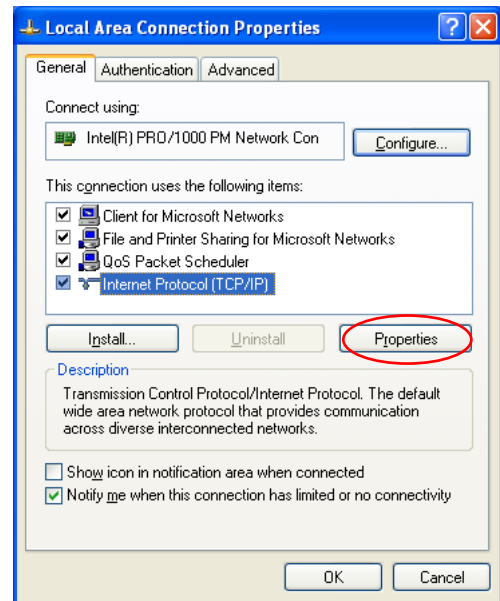 Local Area Connection Properties
?
X
General
Authentication
Advanced
Connect using:
Intel(R) PRO/1000 PM Network Con
Configure...
This connection uses the following items:
Client for Microsoft Networks
File and Printer Sharing for Microsoft Networks
QoS Packet Scheduler
Internet Protocol (TCP/IP)
Install...
Uninstall
Properties
Description
Transmission Control Protocol/Internet Protocol. The default
wide area network protocol that provides communication
across diverse interconnected networks.
Show icon in notification area when connected
Notify me when this connection has limited or no connectivity
OK
Cancel